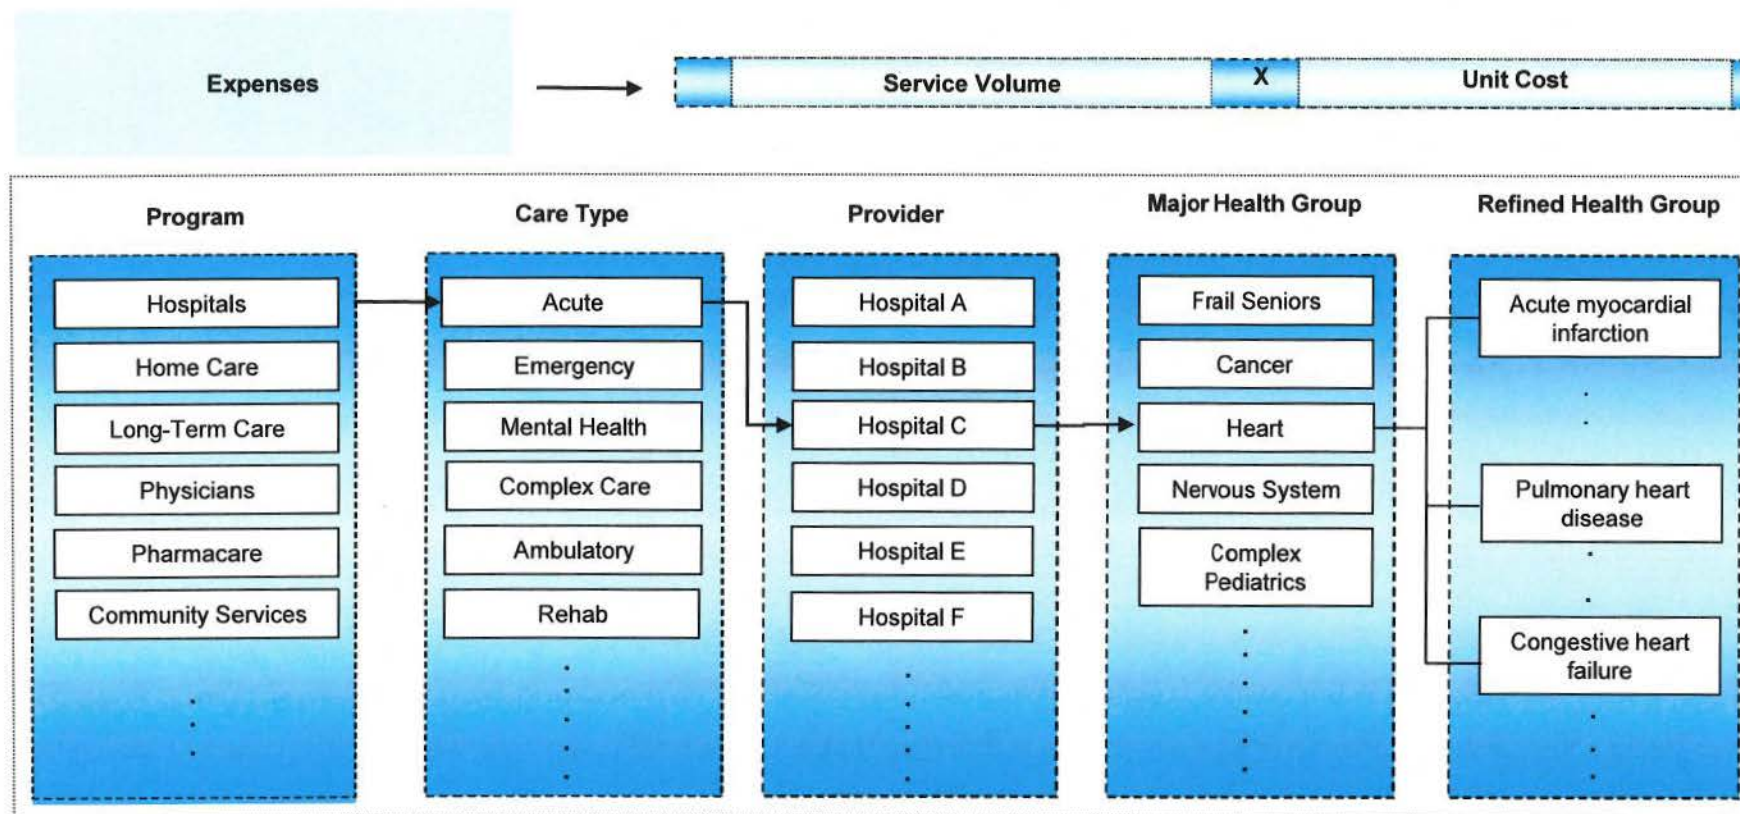 Expenses
Service Volume
X
Unit Cost
Program
Care Type
Provider
Major Health Group
Refined Health Group
Hospitals
Home Care
Long-Term Care
Physicians
Pharmacare
Community Services
Acute
Emergency
Mental Health
Complex Care
Ambulatory
Rehab
Hospital A
Hospital B
Hospital C
Hospital D
Hospital E
Hospital F
Frail Seniors
Cancer
Heart
Nervous System
Complex
Pediatrics
Acute myocardial
infarction
Pulmonary heart
disease
Congestive heart
failure